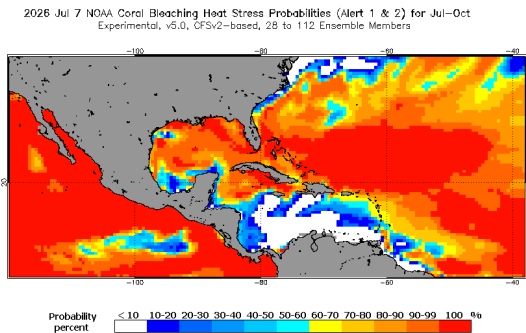 2026 Jul 7 NOAA Coral Bleaching Heat Stress Probabilities (Alert 1 & 2) for Jul-Oct
Experimental, v5.0, CFSv2-based, 28 to 112 Ensemble Members
-100 -80 -60 -40
20
20
-100 -80 -60 -40
Probability percent <10 10-20 20-30 30-40 40-50 50-60 60-70 70-80 80-90 90-99 100 %